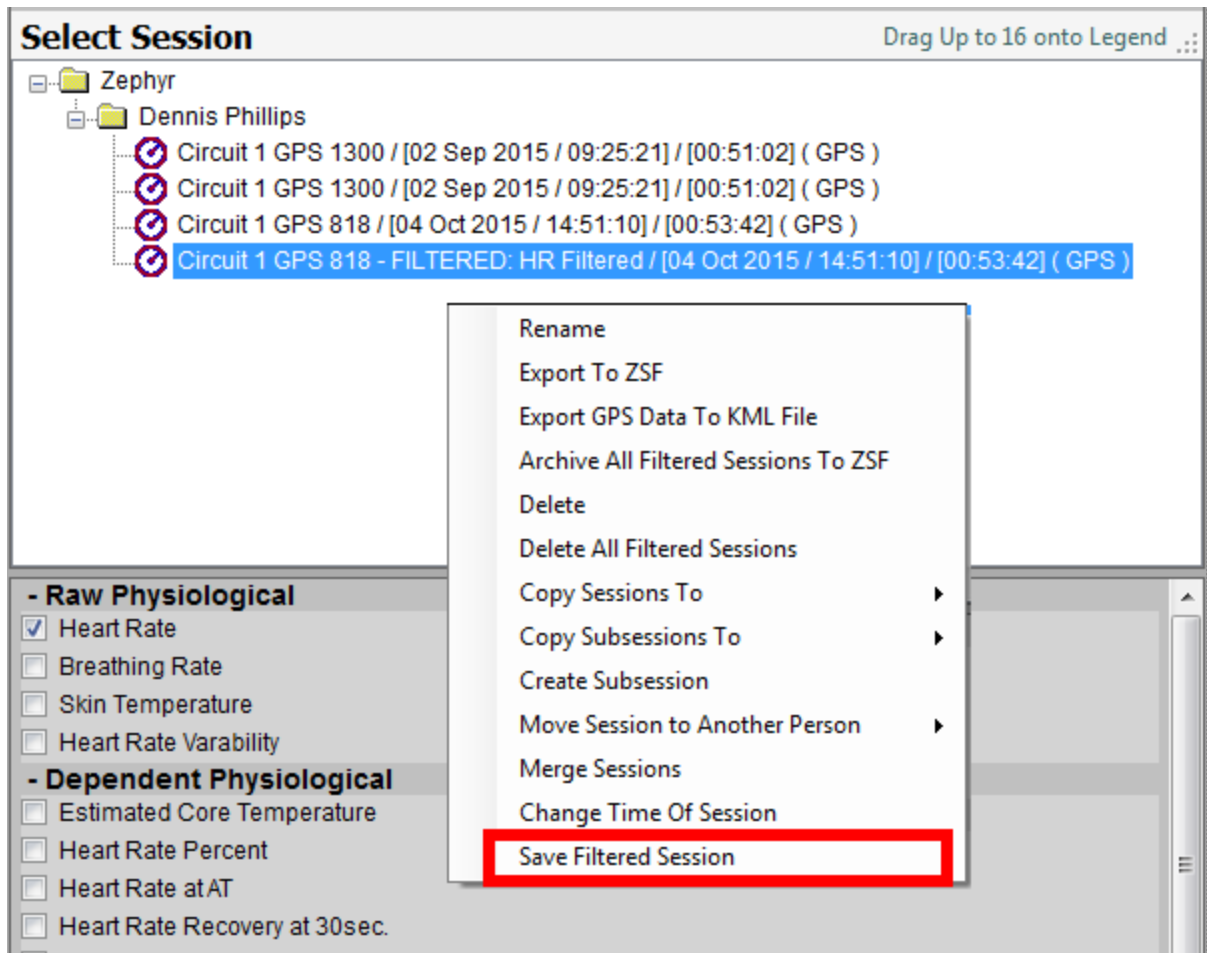 Select Session
Drag Up to 16 onto Legend
Zephyr
Dennis Phillips
Circuit 1 GPS 1300 / [02 Sep 2015 / 09:25:21] / [00:51:02] ( GPS )
Circuit 1 GPS 1300 / [02 Sep 2015 / 09:25:21] / [00:51:02] ( GPS )
Circuit 1 GPS 818 / [04 Oct 2015 / 14:51:10] / [00:53:42] ( GPS )
Circuit 1 GPS 818 - FILTERED: HR Filtered / [04 Oct 2015 / 14:51:10] / [00:53:42] ( GPS )
Rename
Export To ZSF
Export GPS Data To KML File
Archive All Filtered Sessions To ZSF
Delete
Delete All Filtered Sessions
Copy Sessions To
Copy Subsessions To
Create Subsession
Move Session to Another Person
Merge Sessions
Change Time Of Session
Save Filtered Session
- Raw Physiological
Heart Rate
Breathing Rate
Skin Temperature
Heart Rate Varability
- Dependent Physiological
Estimated Core Temperature
Heart Rate Percent
Heart Rate at AT
Heart Rate Recovery at 30sec.